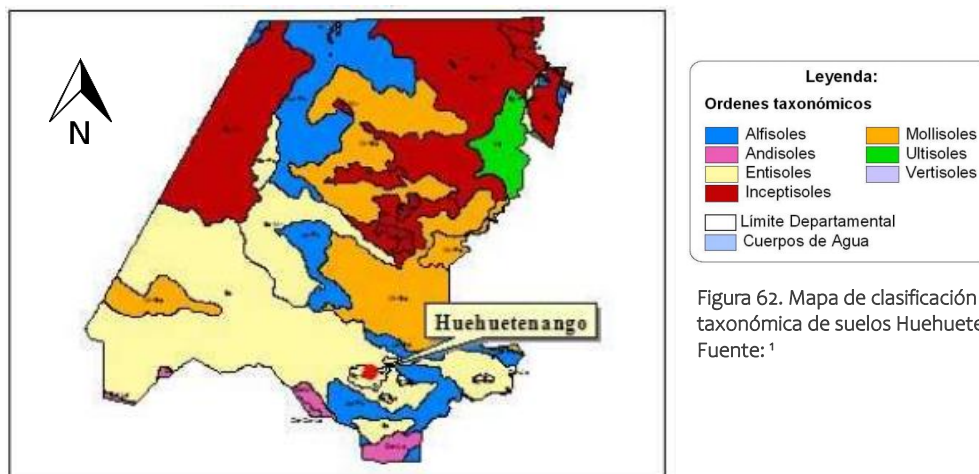 N
Huehuetenango
Leyenda:
Ordenes taxonómicos
Alfisoles
Andisoles
Entisoles
Inceptisoles
Mollisoles
Ultisoles
Vertisoles
Límite Departamental
Cuerpos de Agua
Figura 62. Mapa de clasificación
taxonómica de suelos Huehuete
Fuente: ¹